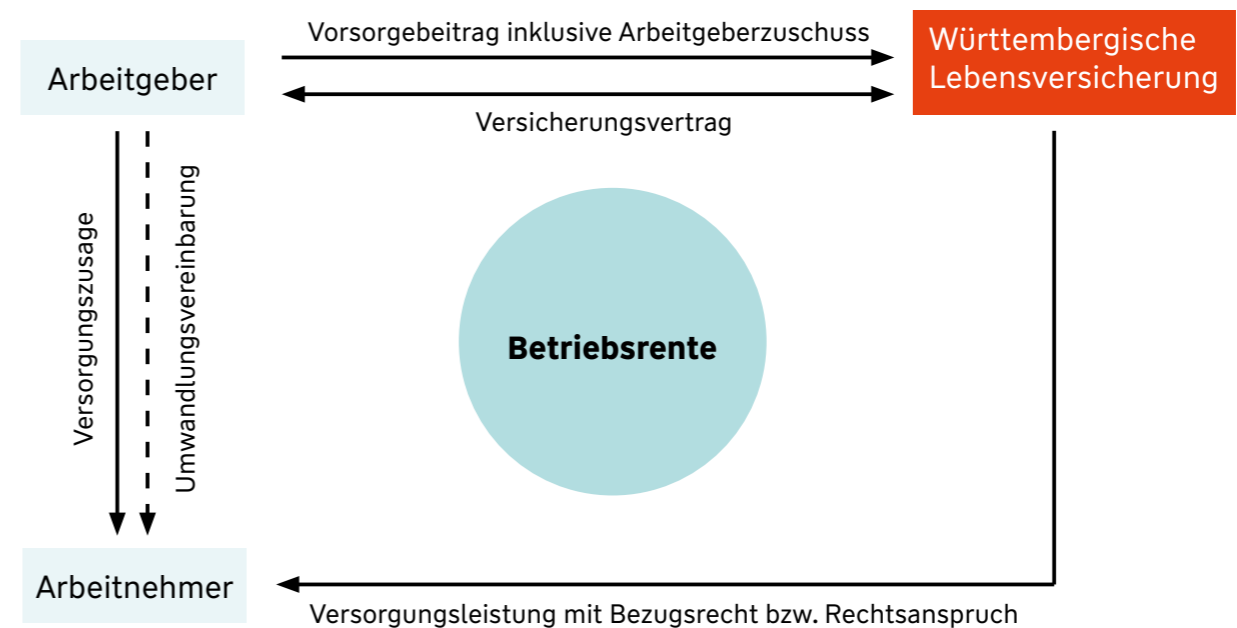 Vorsorgebeitrag inklusive Arbeitgeberzuschuss
Arbeitgeber
Württembergische
Lebensversicherung
Versicherungsvertrag
Versorgungszusage
Umwandlungsvereinbarung
Betriebsrente
Arbeitnehmer
Versorgungsleistung mit Bezugsrecht bzw. Rechtsanspruch